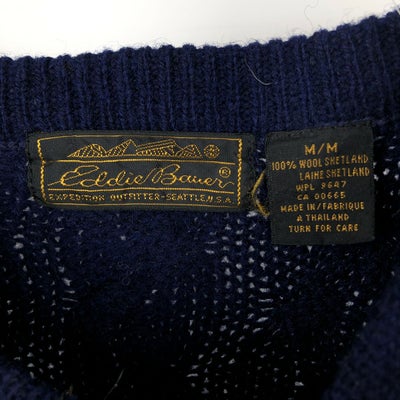 Eddie Bauer®
EXPEDITION OUTFITTER-SEATTLE, U.S.A.
M/M
100% WOOL SHETLAND
LAINE SHETLAND
WPL 8647
CA 00665
MADE IN/FABRIQUE
A THAILAND
TURN FOR CARE